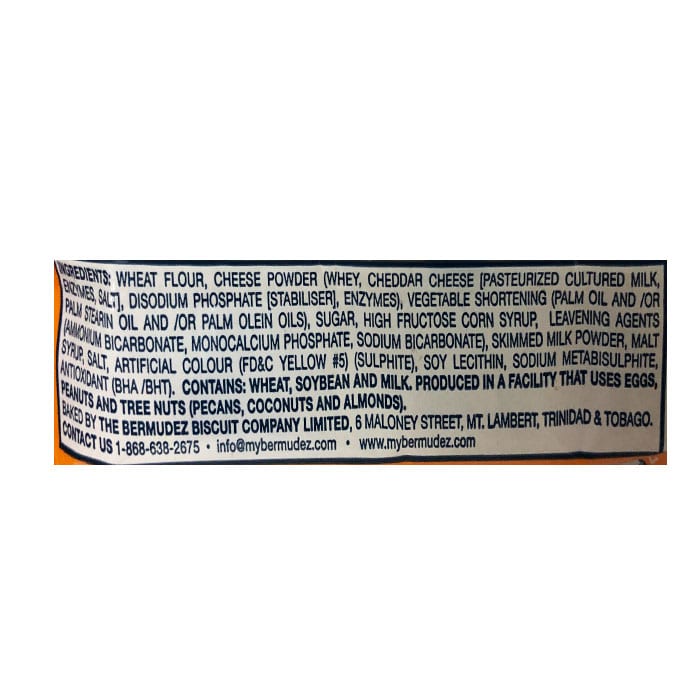 INGREDIENTS: WHEAT FLOUR, CHEESE POWDER (WHEY, CHEDDAR CHEESE [PASTEURIZED CULTURED MILK,
ENZYMES, SALT], DISODIUM PHOSPHATE [STABILISER], ENZYMES), VEGETABLE SHORTENING (PALM OIL AND /OR
PALM STEARIN OIL AND /OR PALM OLEIN OILS), SUGAR, HIGH FRUCTOSE CORN SYRUP, LEAVENING AGENTS
(AMMONIUM BICARBONATE, MONOCALCIUM PHOSPHATE, SODIUM BICARBONATE), SKIMMED MILK POWDER, MALT
SYRUP, SALT, ARTIFICIAL COLOUR (FD&C YELLOW #5) (SULPHITE), SOY LECITHIN, SODIUM METABISULPHITE,
ANTIOXIDANT (BHA /BHT). CONTAINS: WHEAT, SOYBEAN AND MILK. PRODUCED IN A FACILITY THAT USES EGGS,
PEANUTS AND TREE NUTS (PECANS, COCONUTS AND ALMONDS).
BAKED BY THE BERMUDEZ BISCUIT COMPANY LIMITED, 6 MALONEY STREET, MT. LAMBERT, TRINIDAD & TOBAGO.
CONTACT US 1-868-638-2675 • info@mybermudez.com • www.mybermudez.com